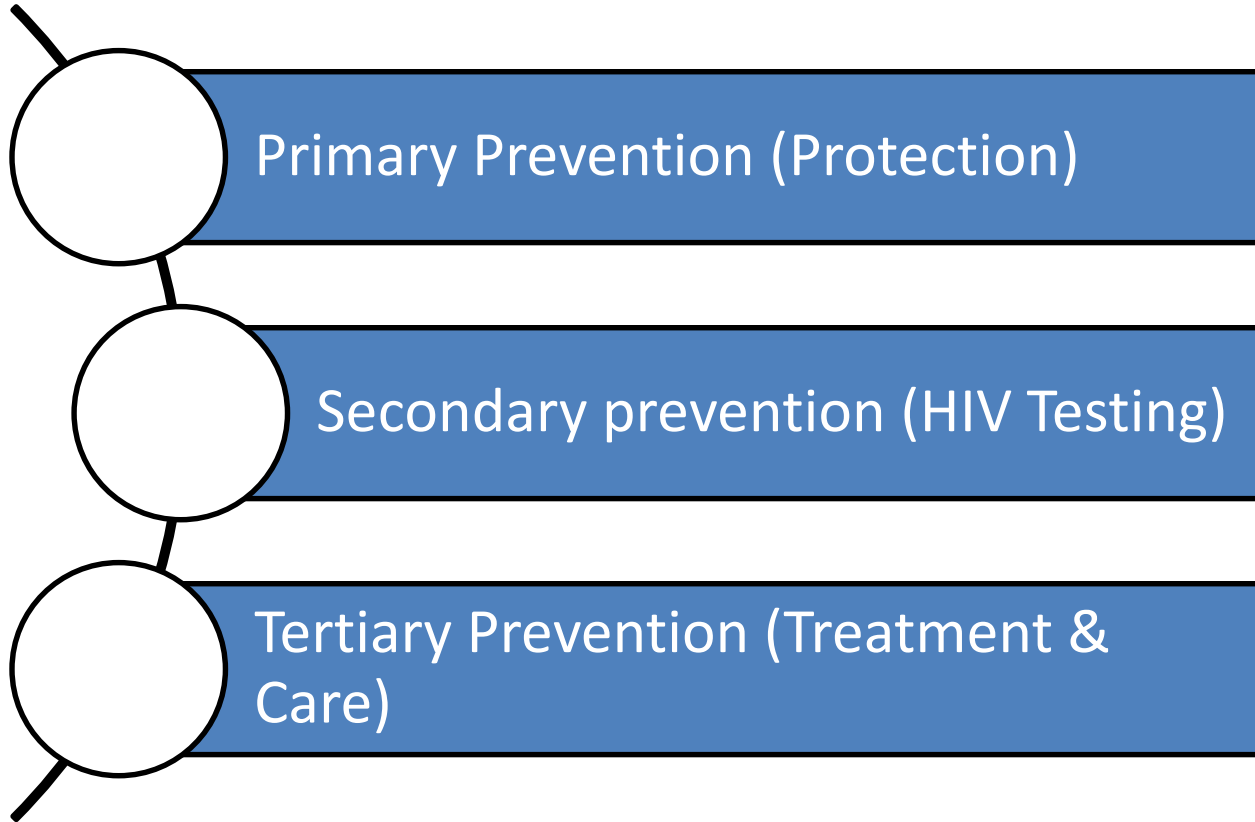 Primary Prevention (Protection)
Secondary prevention (HIV Testing)
Tertiary Prevention (Treatment &
Care)